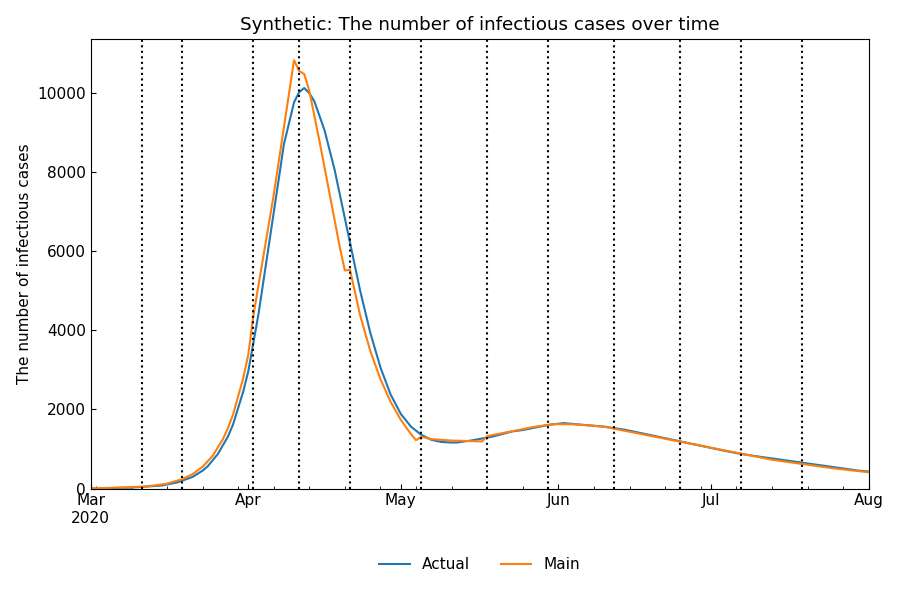 Synthetic: The number of infectious cases over time
The number of infectious cases
10000
8000
6000
4000
2000
0
Mar Apr May Jun Jul Aug
2020
Actual Main